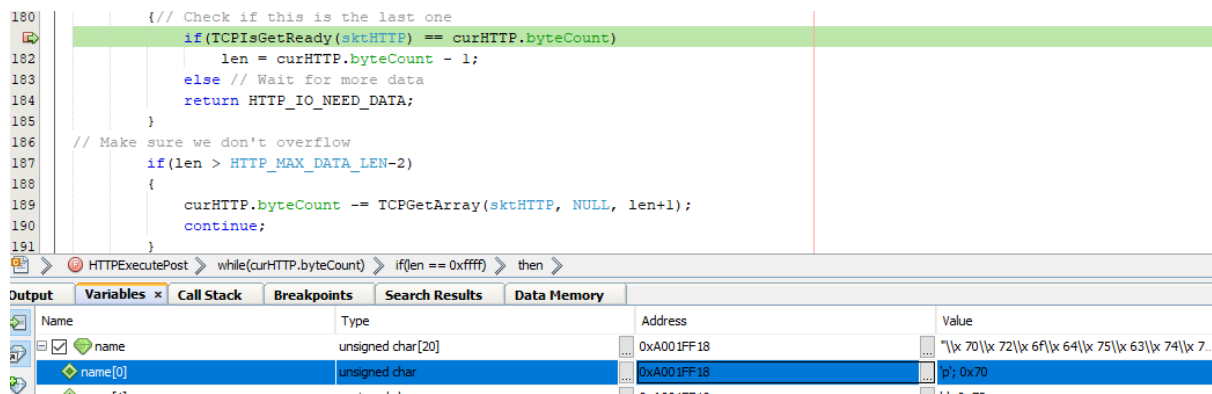 180 {// Check if this is the last one
if(TCPIsGetReady(sktHTTP) == curHTTP.byteCount)
182 len = curHTTP.byteCount - 1;
183 else // Wait for more data
184 return HTTP_IO_NEED_DATA;
185 }
186 // Make sure we don't overflow
187 if(len > HTTP_MAX_DATA_LEN-2)
188 {
189 curHTTP.byteCount -= TCPGetArray(sktHTTP, NULL, len+1);
190 continue;
191 }
HTTPExecutePost while(curHTTP.byteCount) if(len == 0xffff) then
Output Variables × Call Stack Breakpoints Search Results Data Memory
Name Type Address Value
name unsigned char[20] ... 0xA001FF18 ... "\\x 70\\x 72\\x 6f\\x 64\\x 75\\x 63\\x 74\\x 7...
name[0] unsigned char ... 0xA001FF18 ... 'p'; 0x70